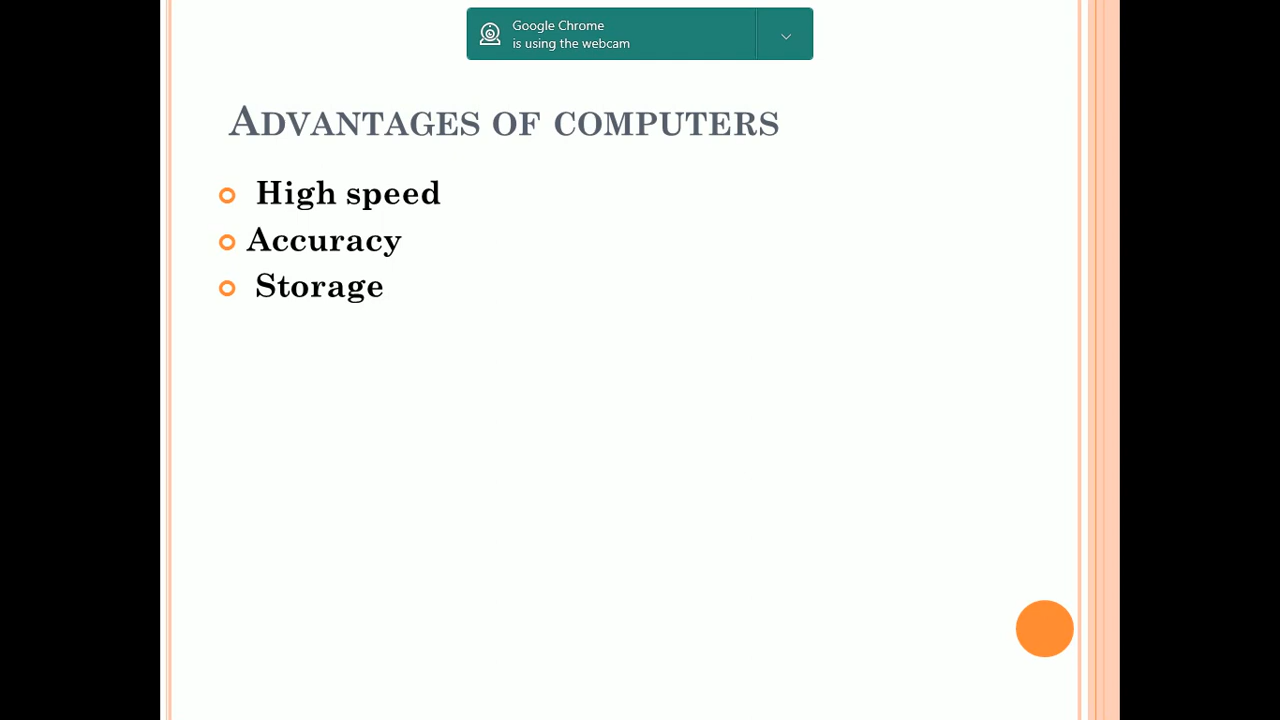 Google Chrome
is using the webcam
Advantages of computers
High speed
Accuracy
Storage